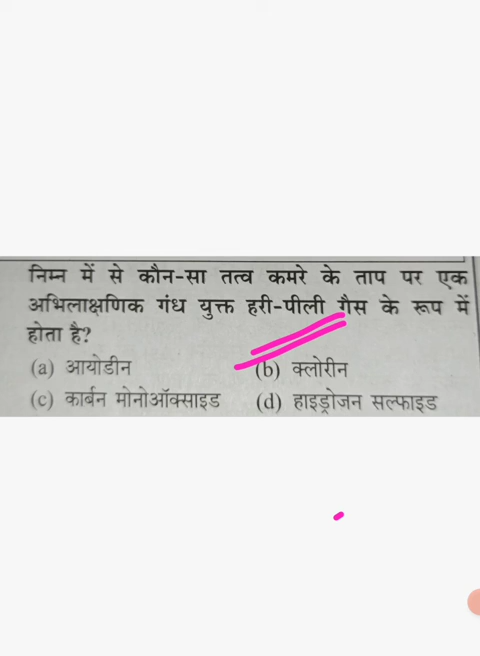 निम्न में से कौन-सा तत्व कमरे के ताप पर एक
अभिलाक्षणिक गंध युक्त हरी-पीली गैस के रूप में
होता है?
(a) आयोडीन (b) क्लोरीन
(c) कार्बन मोनोऑक्साइड (d) हाइड्रोजन सल्फाइड